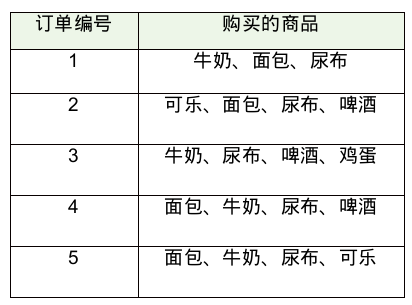 订单编号 购买的商品
1 牛奶、面包、尿布
2 可乐、面包、尿布、啤酒
3 牛奶、尿布、啤酒、鸡蛋
4 面包、牛奶、尿布、啤酒
5 面包、牛奶、尿布、可乐